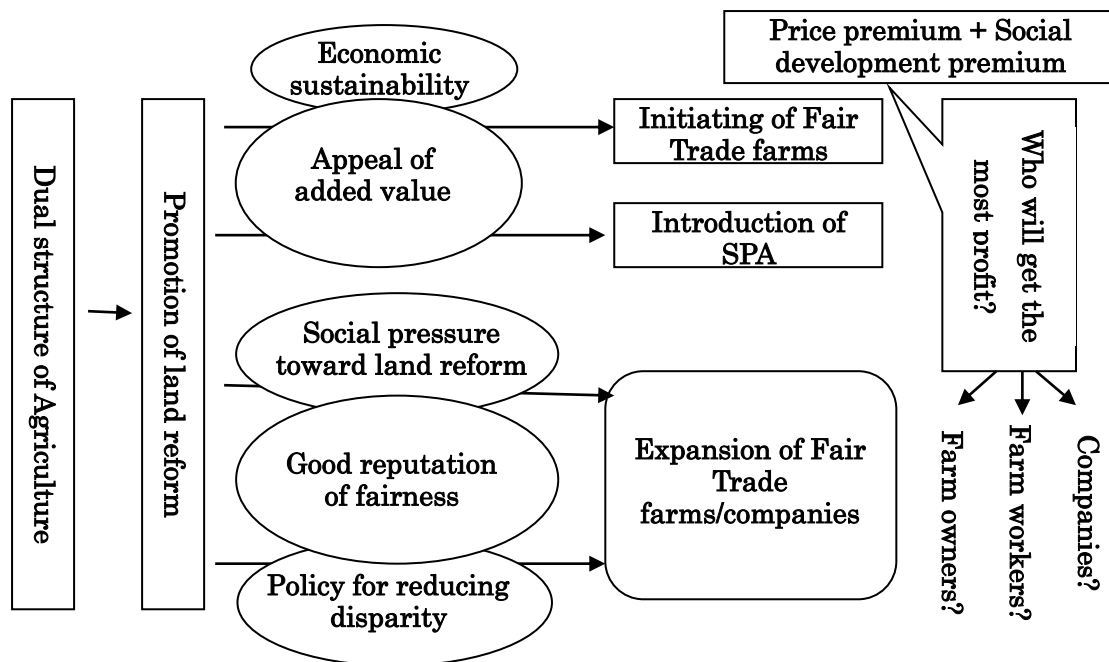 Dual structure of Agriculture
Promotion of land reform
Economic
sustainability
Appeal of
added value
Social pressure
toward land reform
Good reputation
of fairness
Policy for reducing
disparity
Initiating of Fair
Trade farms
Introduction of
SPA
Expansion of Fair
Trade
farms/companies
Price premium + Social
development premium
Who will get the
most profit?
Farm owners?
Farm workers?
Companies?